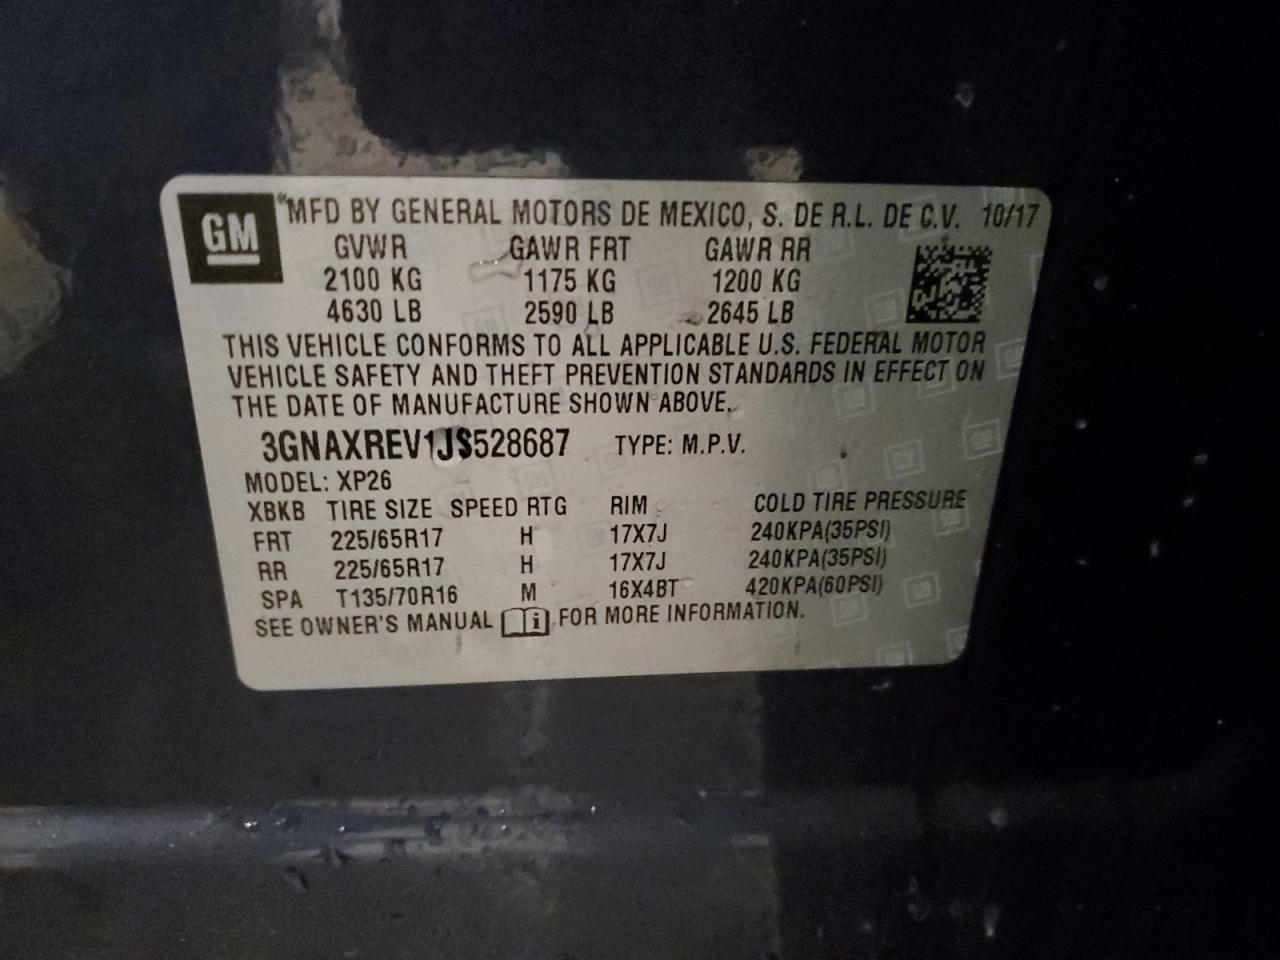 GM
MFD BY GENERAL MOTORS DE MEXICO, S. DE R.L. DE C.V. 10/17
GVWR GAWR FRT GAWR RR
2100 KG 1175 KG 1200 KG
4630 LB 2590 LB 2645 LB
THIS VEHICLE CONFORMS TO ALL APPLICABLE U.S. FEDERAL MOTOR
VEHICLE SAFETY AND THEFT PREVENTION STANDARDS IN EFFECT ON
THE DATE OF MANUFACTURE SHOWN ABOVE.
3GNAXREV1JS528687 TYPE: M.P.V.
MODEL: XP26
XBKB TIRE SIZE SPEED RTG RIM COLD TIRE PRESSURE
FRT 225/65R17 H 17X7J 240KPA(35PSI)
RR 225/65R17 H 17X7J 240KPA(35PSI)
SPA T135/70R16 M 16X4BT 420KPA(60PSI)
SEE OWNER'S MANUAL FOR MORE INFORMATION.